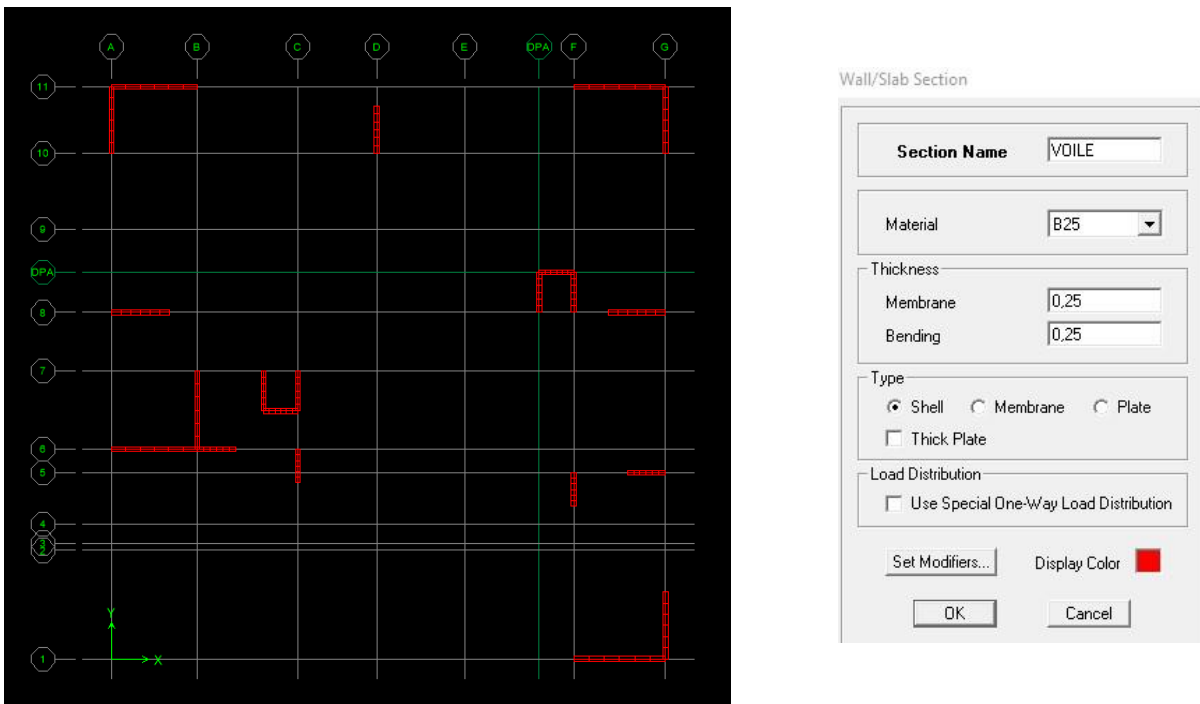 A B C D E DPA F G
11
10
9
DPA
8
7
6
5
4
3
2
Y
X
1
Wall/Slab Section
Section Name VOILE
Material B25
Thickness
Membrane 0,25
Bending 0,25
Type
Shell Membrane Plate
Thick Plate
Load Distribution
Use Special One-Way Load Distribution
Set Modifiers... Display Color
OK Cancel